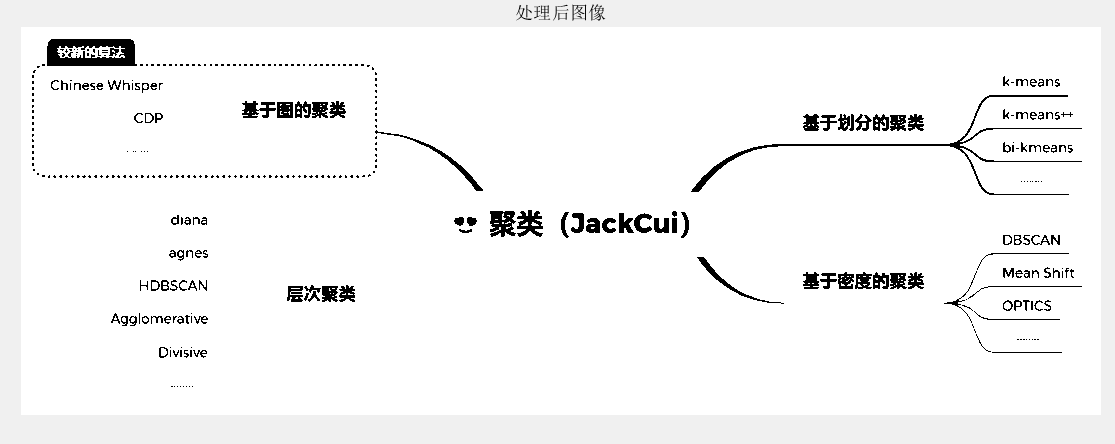 处理后图像
较新的算法
Chinese Whisper
CDP
........
基于图的聚类
diana
agnes
HDBSCAN
Agglomerative
Divisive
........
层次聚类
聚类（JackCui）
基于划分的聚类
k-means
k-means++
bi-kmeans
........
基于密度的聚类
DBSCAN
Mean Shift
OPTICS
........